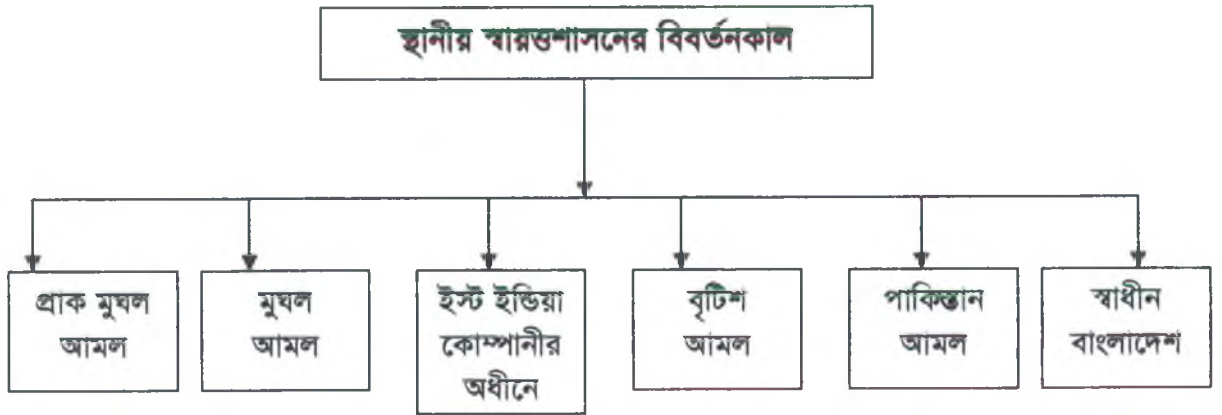 স্থানীয় স্বায়ত্তশাসনের বিবর্তনকাল
প্রাক মুঘল
আমল
মুঘল
আমল
ইস্ট ইন্ডিয়া
কোম্পানীর
অধীনে
বৃটিশ
আমল
পাকিস্তান
আমল
স্বাধীন
বাংলাদেশ